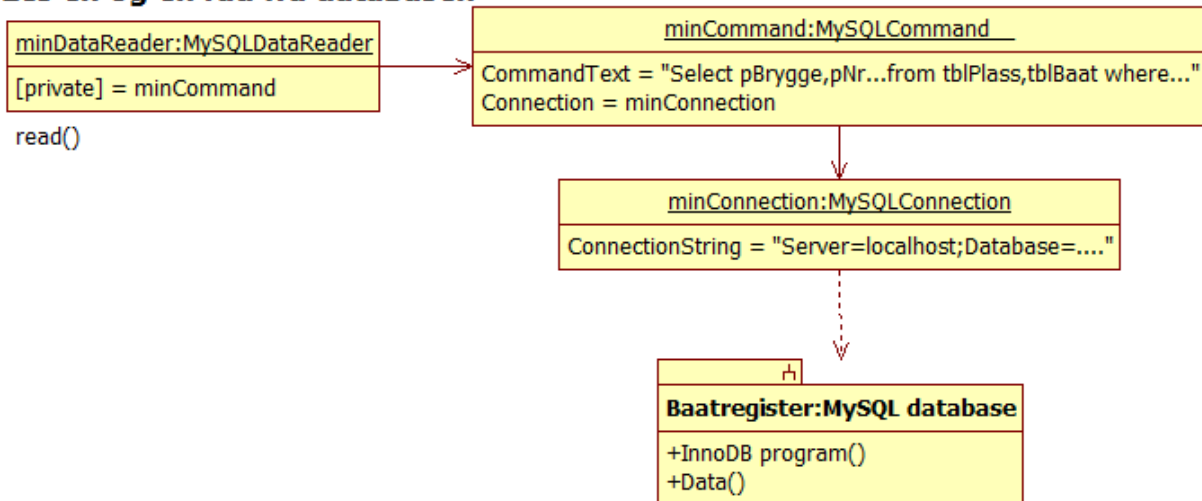 minDataReader:MySQLDataReader
[private] = minCommand
read()
minCommand:MySQLCommand
CommandText = "Select pBrygge,pNr...from tblPlass,tblBaat where..."
Connection = minConnection
minConnection:MySQLConnection
ConnectionString = "Server=localhost;Database=...."
Baatregister:MySQL database
+InnoDB program()
+Data()